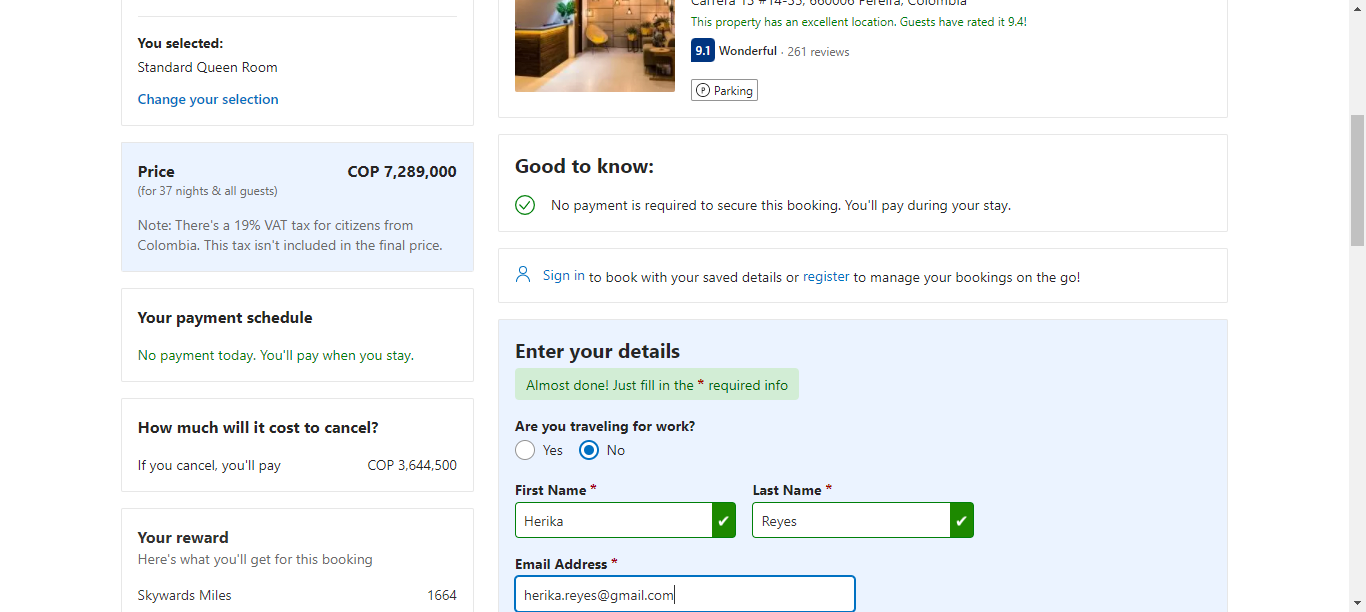 You selected:
Standard Queen Room
Change your selection
Price COP 7,289,000
(for 37 nights & all guests)
Note: There's a 19% VAT tax for citizens from
Colombia. This tax isn't included in the final price.
Your payment schedule
No payment today. You'll pay when you stay.
How much will it cost to cancel?
If you cancel, you'll pay COP 3,644,500
Your reward
Here's what you'll get for this booking
Skywards Miles 1664
Carrera 15 #14-35, 660006 Pereira, Colombia
This property has an excellent location. Guests have rated it 9.4!
9.1 Wonderful · 261 reviews
P Parking
Good to know:
No payment is required to secure this booking. You'll pay during your stay.
Sign in to book with your saved details or register to manage your bookings on the go!
Enter your details
Almost done! Just fill in the * required info
Are you traveling for work?
Yes No
First Name * Last Name *
Herika Reyes
Email Address *
herika.reyes@gmail.com